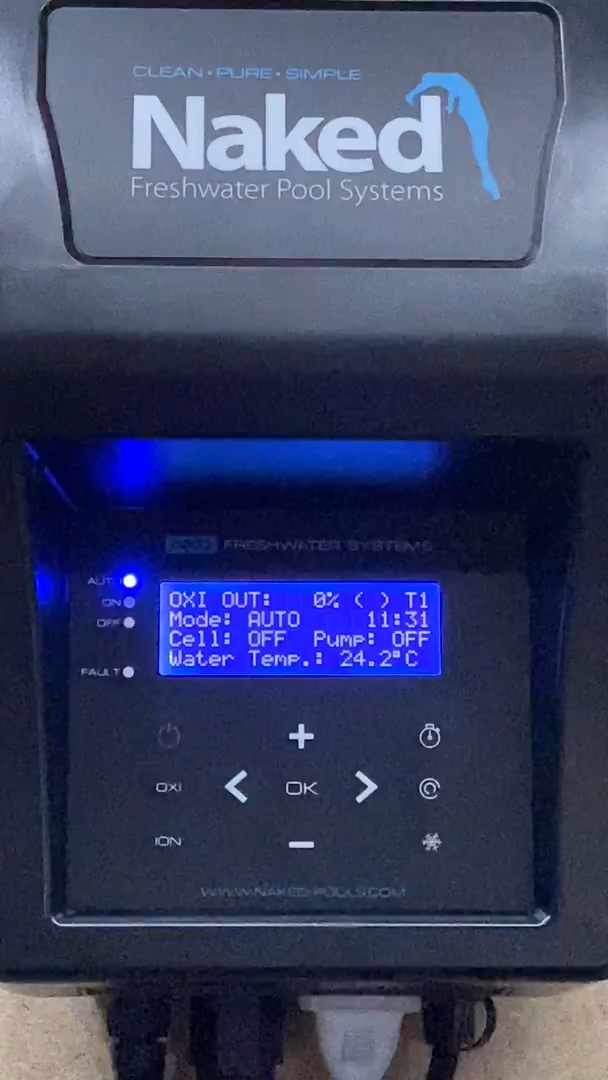 CLEAN · PURE · SIMPLE
Naked
Freshwater Pool Systems
FRESHWATER SYSTEMS
AUTO
ON
OFF
FAULT
OXI OUT: 0% ( ) T1
Mode: AUTO 11:31
Cell: OFF Pump: OFF
Water Temp.: 24.2°C
+
OXI < OK >
ION −
WWW.NAKED-POOLS.COM